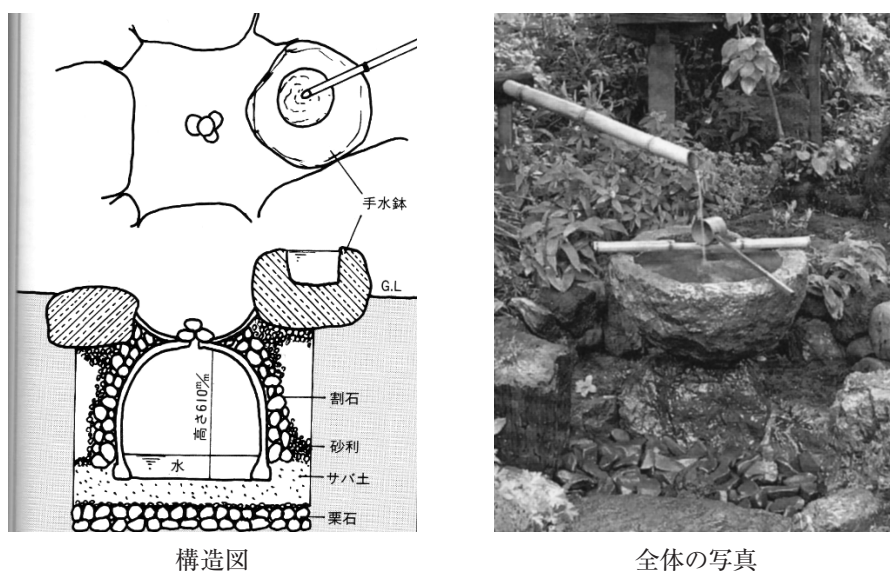 手水鉢
G.L
高さ610m/m
割石
砂利
水
サバ土
栗石
構造図
全体の写真